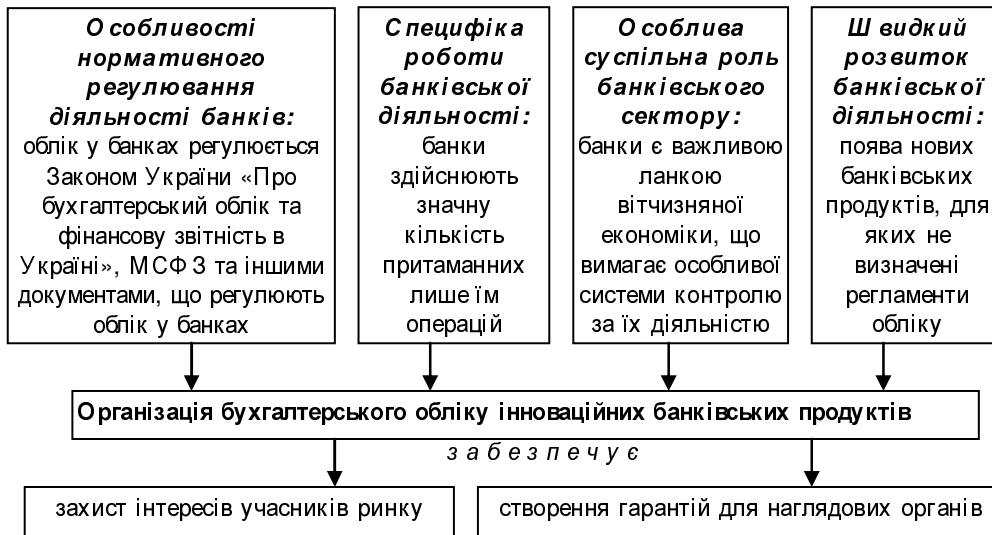 Особливості
нормативного
регулювання
діяльності банків:
облік у банках регулюється
Законом України «Про
бухгалтерський облік та
фінансову звітність в
Україні», МСФЗ та іншими
документами, що регулюють
облік у банках
Специфіка
роботи
банківської
діяльності:
банки
здійснюють
значну
кількість
притаманних
лише їм
операцій
Особлива
суспільна роль
банківського
сектору:
банки є важливою
ланкою
вітчизняної
економіки, що
вимагає особливої
системи контролю
за їх діяльністю
Швидкий
розвиток
банківської
діяльності:
поява нових
банківських
продуктів, для
яких не
визначені
регламенти
обліку
Організація бухгалтерського обліку інноваційних банківських продуктів
забезпечує
захист інтересів учасників ринку
створення гарантій для наглядових органів